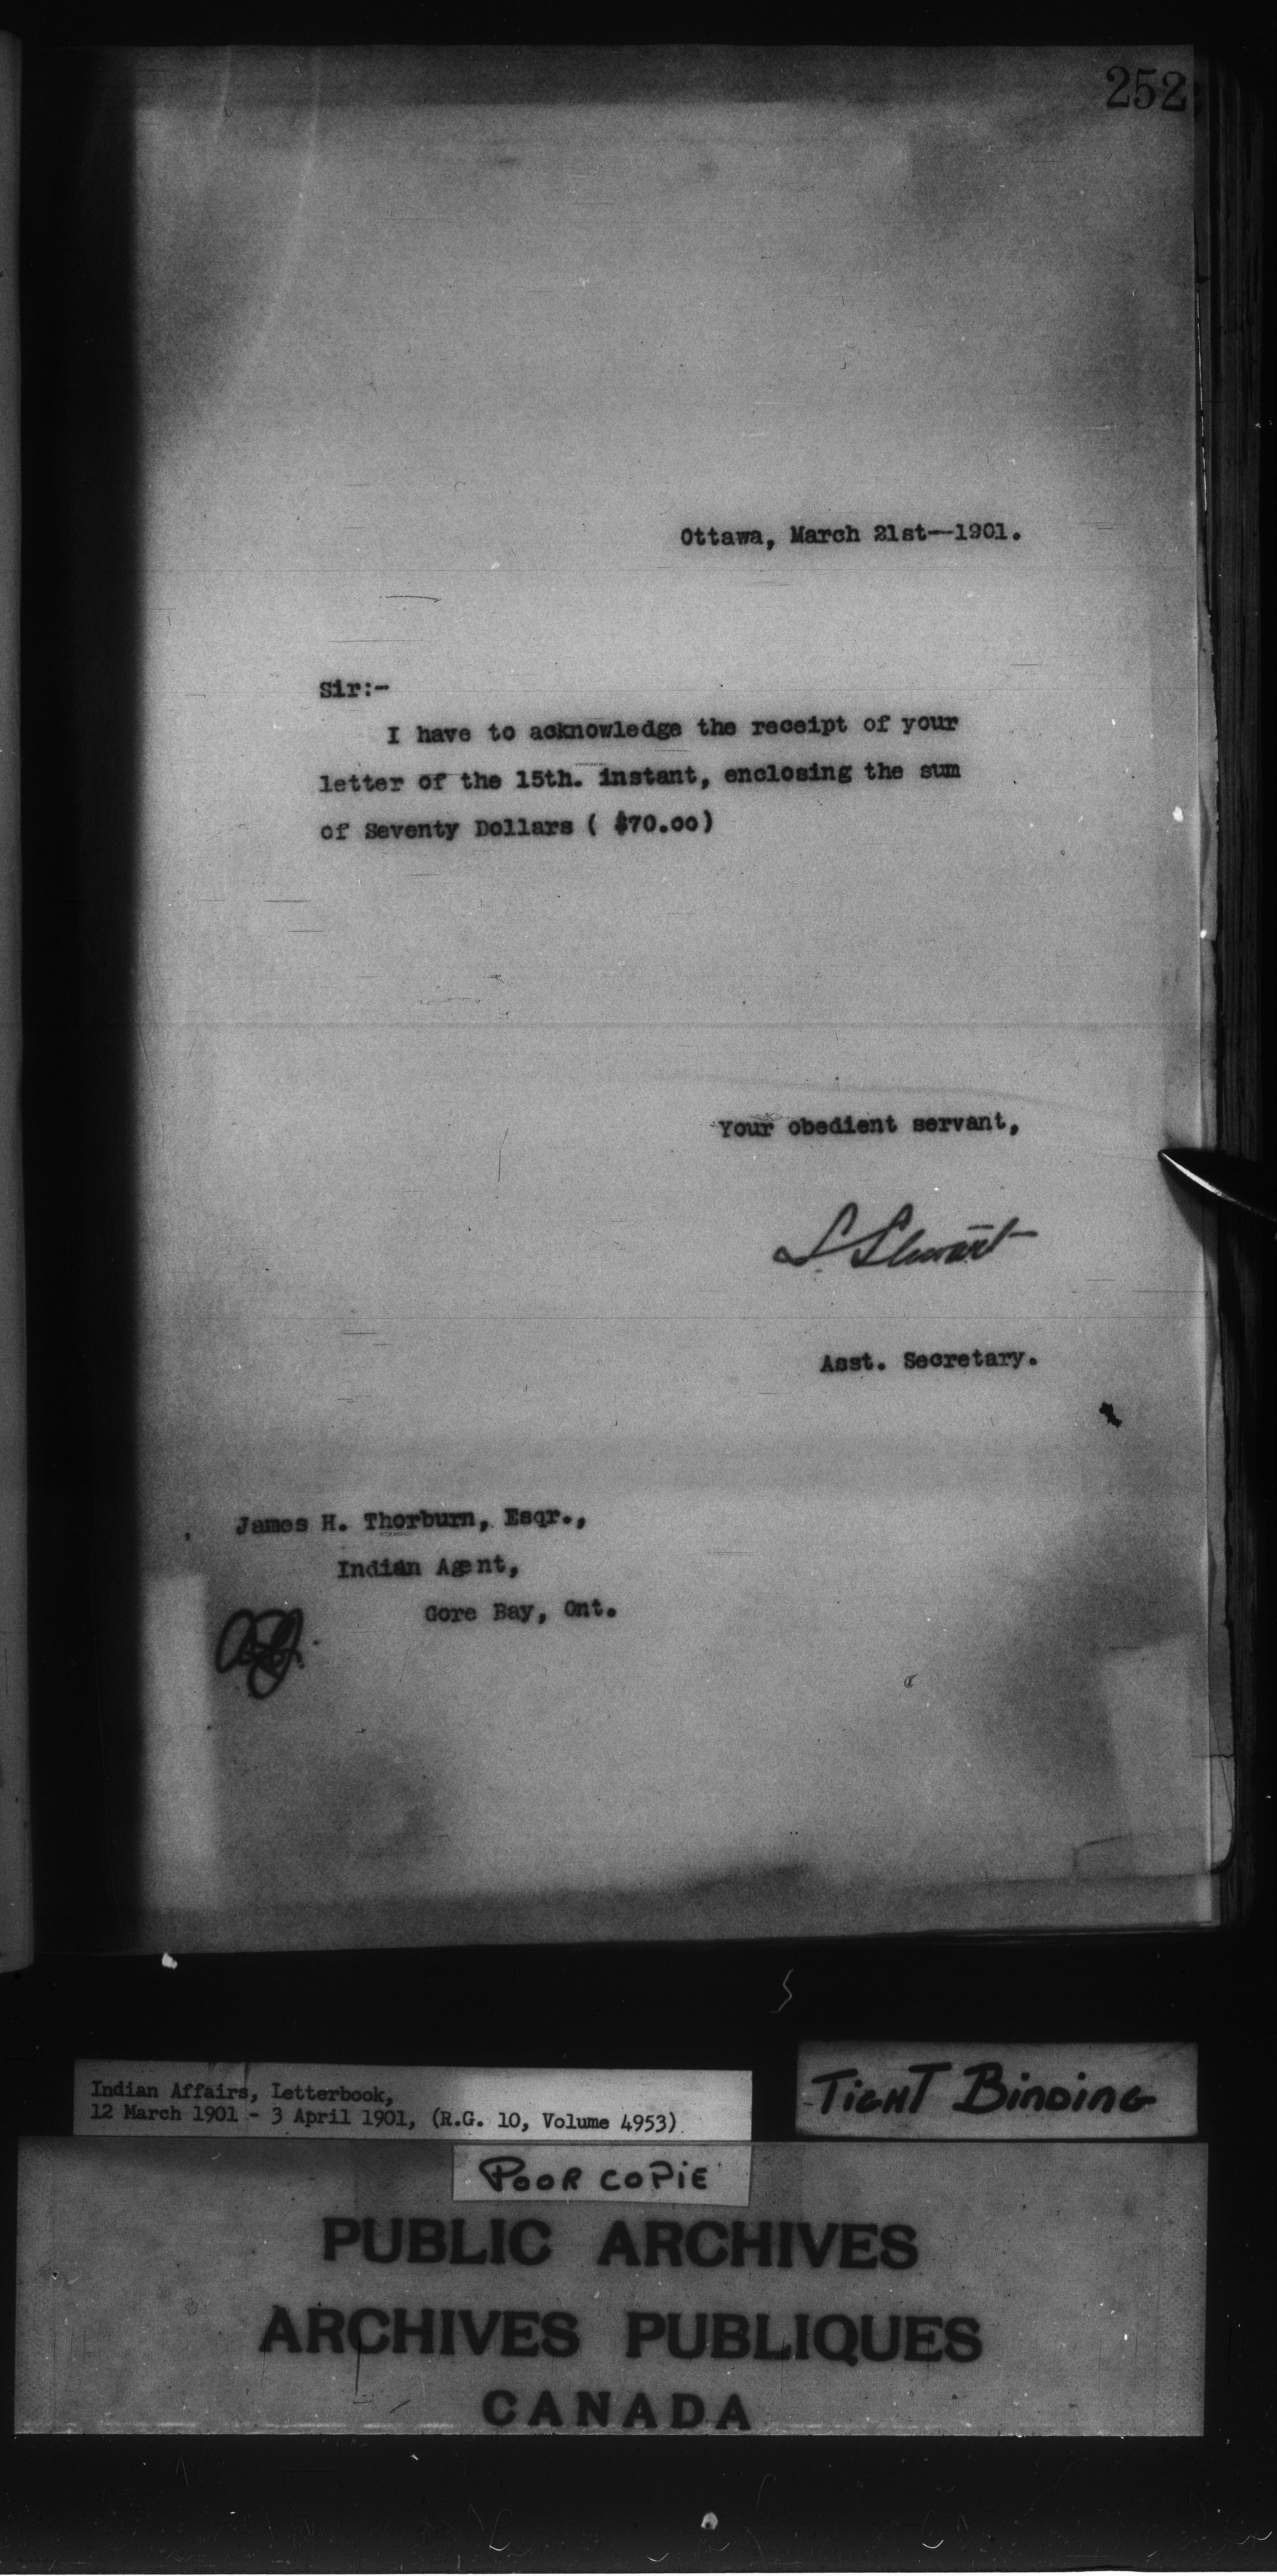 252
Ottawa, March 21st—1901.
Sir:-
I have to acknowledge the receipt of your
letter of the 15th. instant, enclosing the sum
of Seventy Dollars ( $70.00)
Your obedient servant,
S. Stewart
Asst. Secretary.
James H. Thorburn, Esqr.,
Indian Agent,
Gore Bay, Ont.
Indian Affairs, Letterbook,
12 March 1901 - 3 April 1901, (R.G. 10, Volume 4953)
TIGHT BINDING
POOR COPIE
PUBLIC ARCHIVES
ARCHIVES PUBLIQUES
CANADA